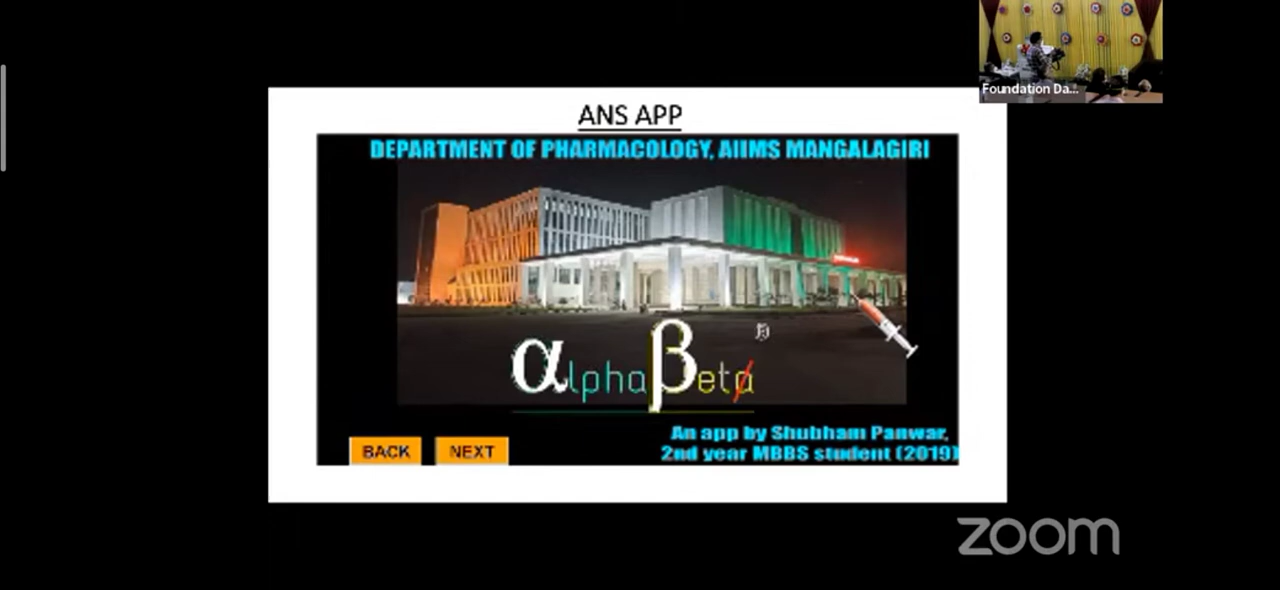 Foundation Da...
ANS APP
DEPARTMENT OF PHARMACOLOGY, AIIMS MANGALAGIRI
αlphaβeta
An app by Shubham Panwar,
2nd year MBBS student (2019)
BACK NEXT
zoom